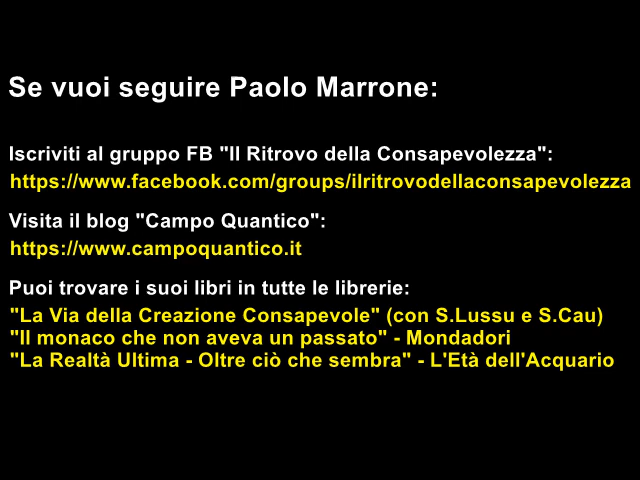 Se vuoi seguire Paolo Marrone:
Iscriviti al gruppo FB "Il Ritrovo della Consapevolezza":
https://www.facebook.com/groups/ilritrovodellaconsapevolezza
Visita il blog "Campo Quantico":
https://www.campoquantico.it
Puoi trovare i suoi libri in tutte le librerie:
"La Via della Creazione Consapevole" (con S.Lussu e S.Cau)
"Il monaco che non aveva un passato" - Mondadori
"La Realtà Ultima - Oltre ciò che sembra" - L'Età dell'Acquario